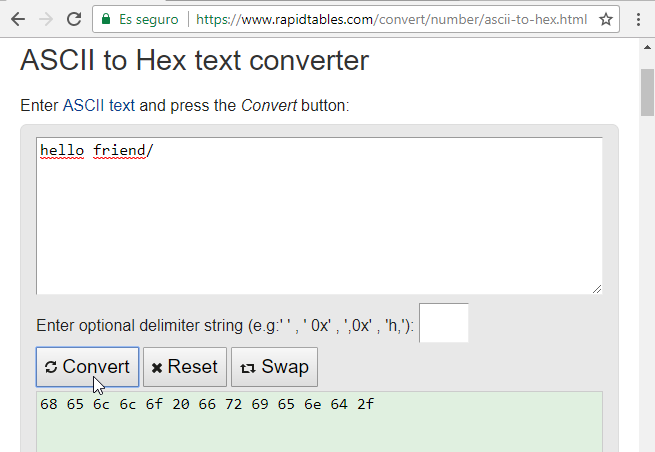 Es seguro | https://www.rapidtables.com/convert/number/ascii-to-hex.html
ASCII to Hex text converter
Enter ASCII text and press the Convert button:
hello friend/
Enter optional delimiter string (e.g:' ' , ' 0x' , ',0x' , 'h,'):
Convert Reset Swap
68 65 6c 6c 6f 20 66 72 69 65 6e 64 2f